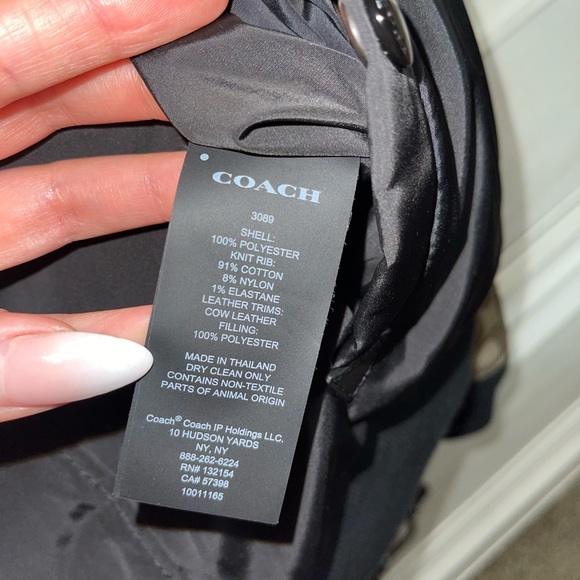 COACH
3089
SHELL:
100% POLYESTER
KNIT RIB:
91% COTTON
8% NYLON
1% ELASTANE
LEATHER TRIMS:
COW LEATHER
FILLING:
100% POLYESTER
MADE IN THAILAND
DRY CLEAN ONLY
CONTAINS NON-TEXTILE
PARTS OF ANIMAL ORIGIN
Coach® Coach IP Holdings LLC.
10 HUDSON YARDS
NY, NY
888-262-6224
RN# 132154
CA# 57398
10011165